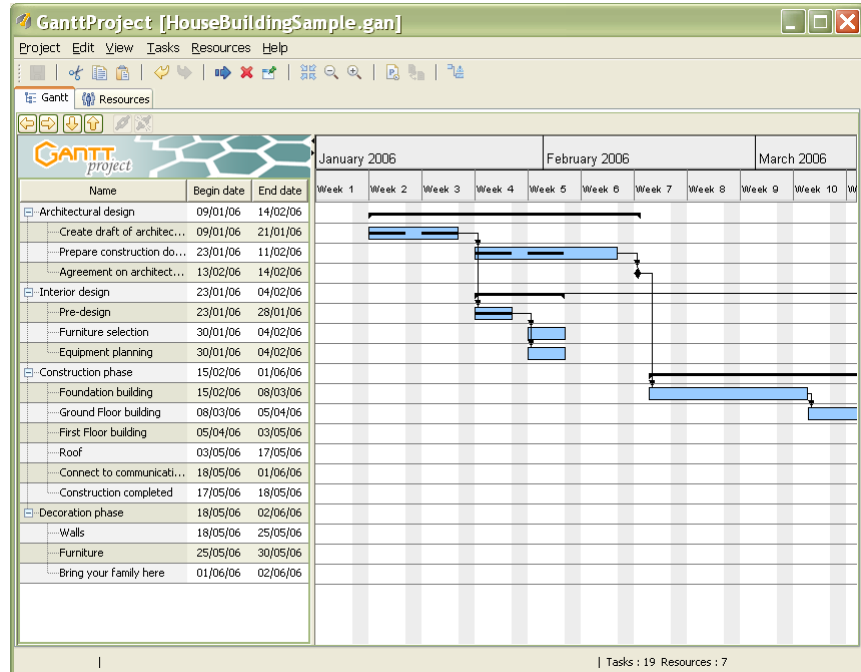 GanttProject [HouseBuildingSample.gan]
Project Edit View Tasks Resources Help
Gantt Resources
GANTT project
January 2006 February 2006 March 2006
Name Begin date End date Week 1 Week 2 Week 3 Week 4 Week 5 Week 6 Week 7 Week 8 Week 9 Week 10 W
Architectural design 09/01/06 14/02/06
Create draft of architec... 09/01/06 21/01/06
Prepare construction do... 23/01/06 11/02/06
Agreement on architect... 13/02/06 14/02/06
Interior design 23/01/06 04/02/06
Pre-design 23/01/06 28/01/06
Furniture selection 30/01/06 04/02/06
Equipment planning 30/01/06 04/02/06
Construction phase 15/02/06 01/06/06
Foundation building 15/02/06 08/03/06
Ground Floor building 08/03/06 05/04/06
First Floor building 05/04/06 03/05/06
Roof 03/05/06 17/05/06
Connect to communicati... 18/05/06 01/06/06
Construction completed 17/05/06 18/05/06
Decoration phase 18/05/06 02/06/06
Walls 18/05/06 25/05/06
Furniture 25/05/06 30/05/06
Bring your family here 01/06/06 02/06/06
Tasks : 19 Resources : 7